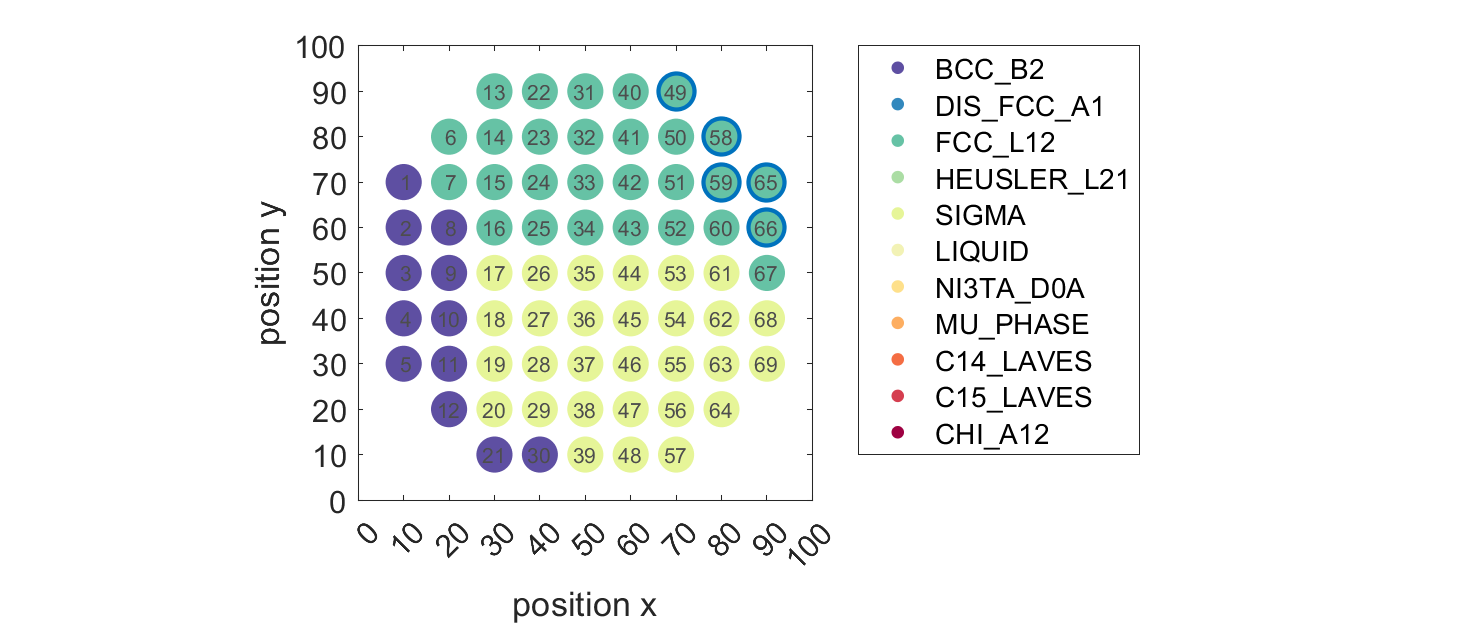 100
90 13 22 31 40 49
80 6 14 23 32 41 50 58
70 1 7 15 24 33 42 51 59 65
60 2 8 16 25 34 43 52 60 66
50 3 9 17 26 35 44 53 61 67
40 4 10 18 27 36 45 54 62 68
30 5 11 19 28 37 46 55 63 69
20 12 20 29 38 47 56 64
10 21 30 39 48 57
0
0 10 20 30 40 50 60 70 80 90 100
position x
position y
BCC_B2
DIS_FCC_A1
FCC_L12
HEUSLER_L21
SIGMA
LIQUID
NI3TA_D0A
MU_PHASE
C14_LAVES
C15_LAVES
CHI_A12